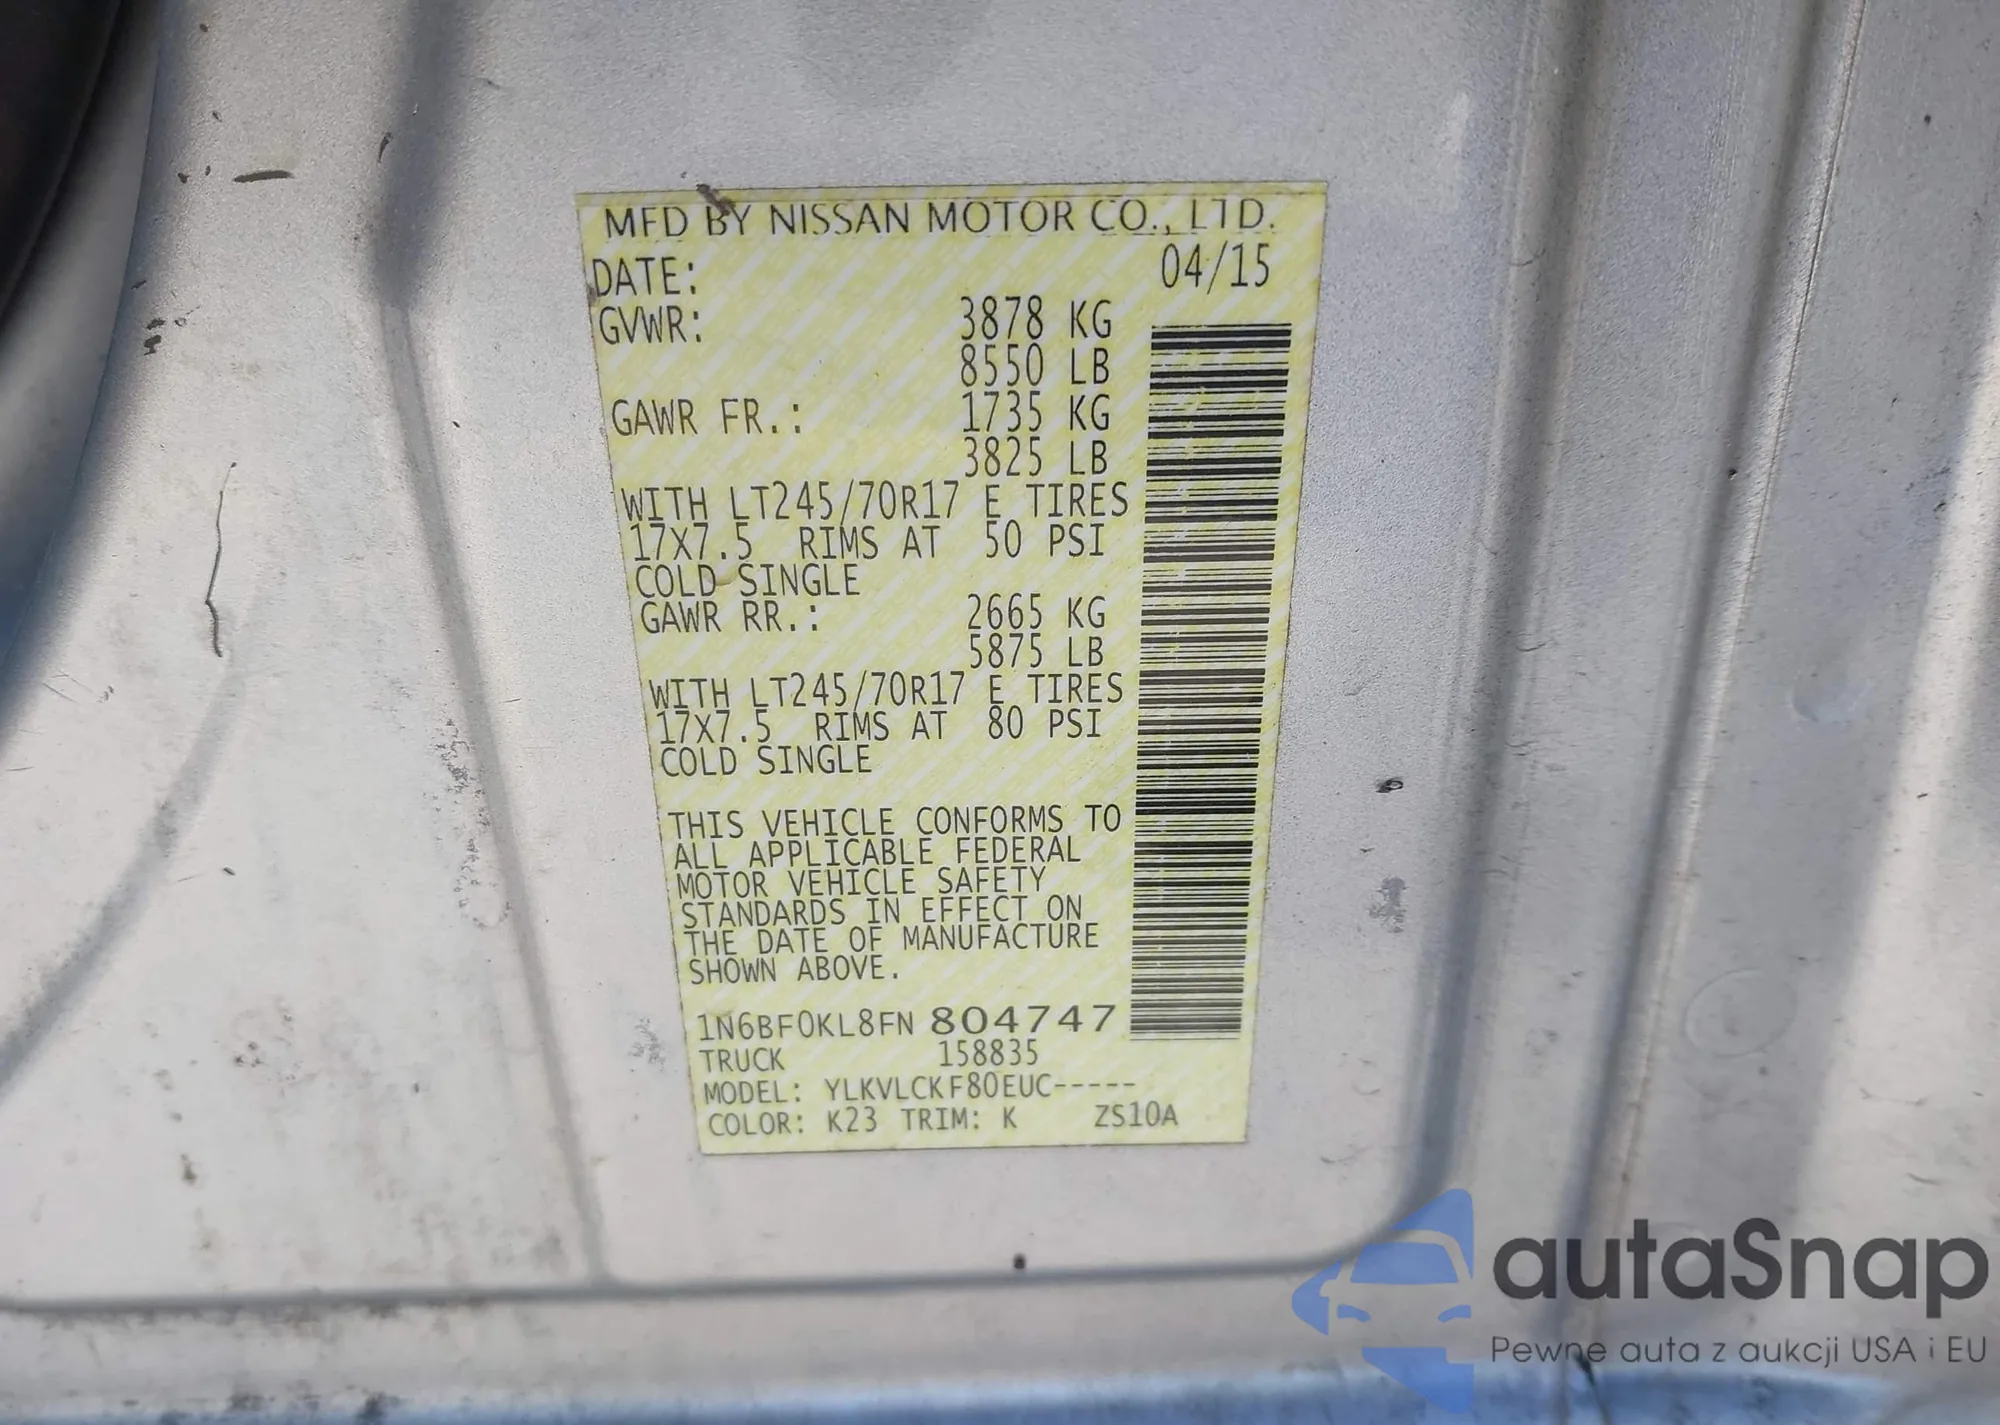 MFD BY NISSAN MOTOR CO., LTD.
DATE: 04/15
GVWR: 3878 KG
8550 LB
GAWR FR.: 1735 KG
3825 LB
WITH LT245/70R17 E TIRES
17X7.5 RIMS AT 50 PSI
COLD SINGLE
GAWR RR.: 2665 KG
5875 LB
WITH LT245/70R17 E TIRES
17X7.5 RIMS AT 80 PSI
COLD SINGLE
THIS VEHICLE CONFORMS TO
ALL APPLICABLE FEDERAL
MOTOR VEHICLE SAFETY
STANDARDS IN EFFECT ON
THE DATE OF MANUFACTURE
SHOWN ABOVE.
1N6BF0KL8FN 804747
TRUCK 158835
MODEL: YLKVLCKF80EUC-----
COLOR: K23 TRIM: K ZS10A
autaSnap
Pewne auta z aukcji USA i EU